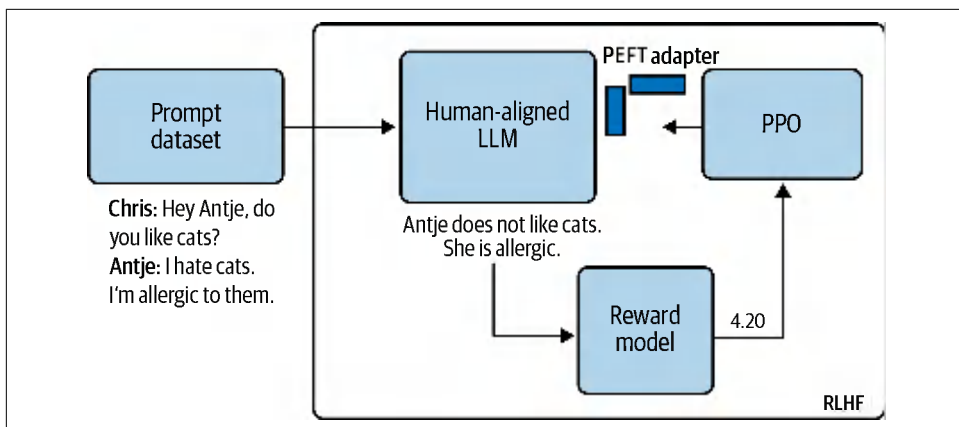 PEFT adapter
Prompt
dataset
Human-aligned
LLM
PPO
Chris: Hey Antje, do
you like cats?
Antje: I hate cats.
I'm allergic to them.
Antje does not like cats.
She is allergic.
Reward
model
4.20
RLHF